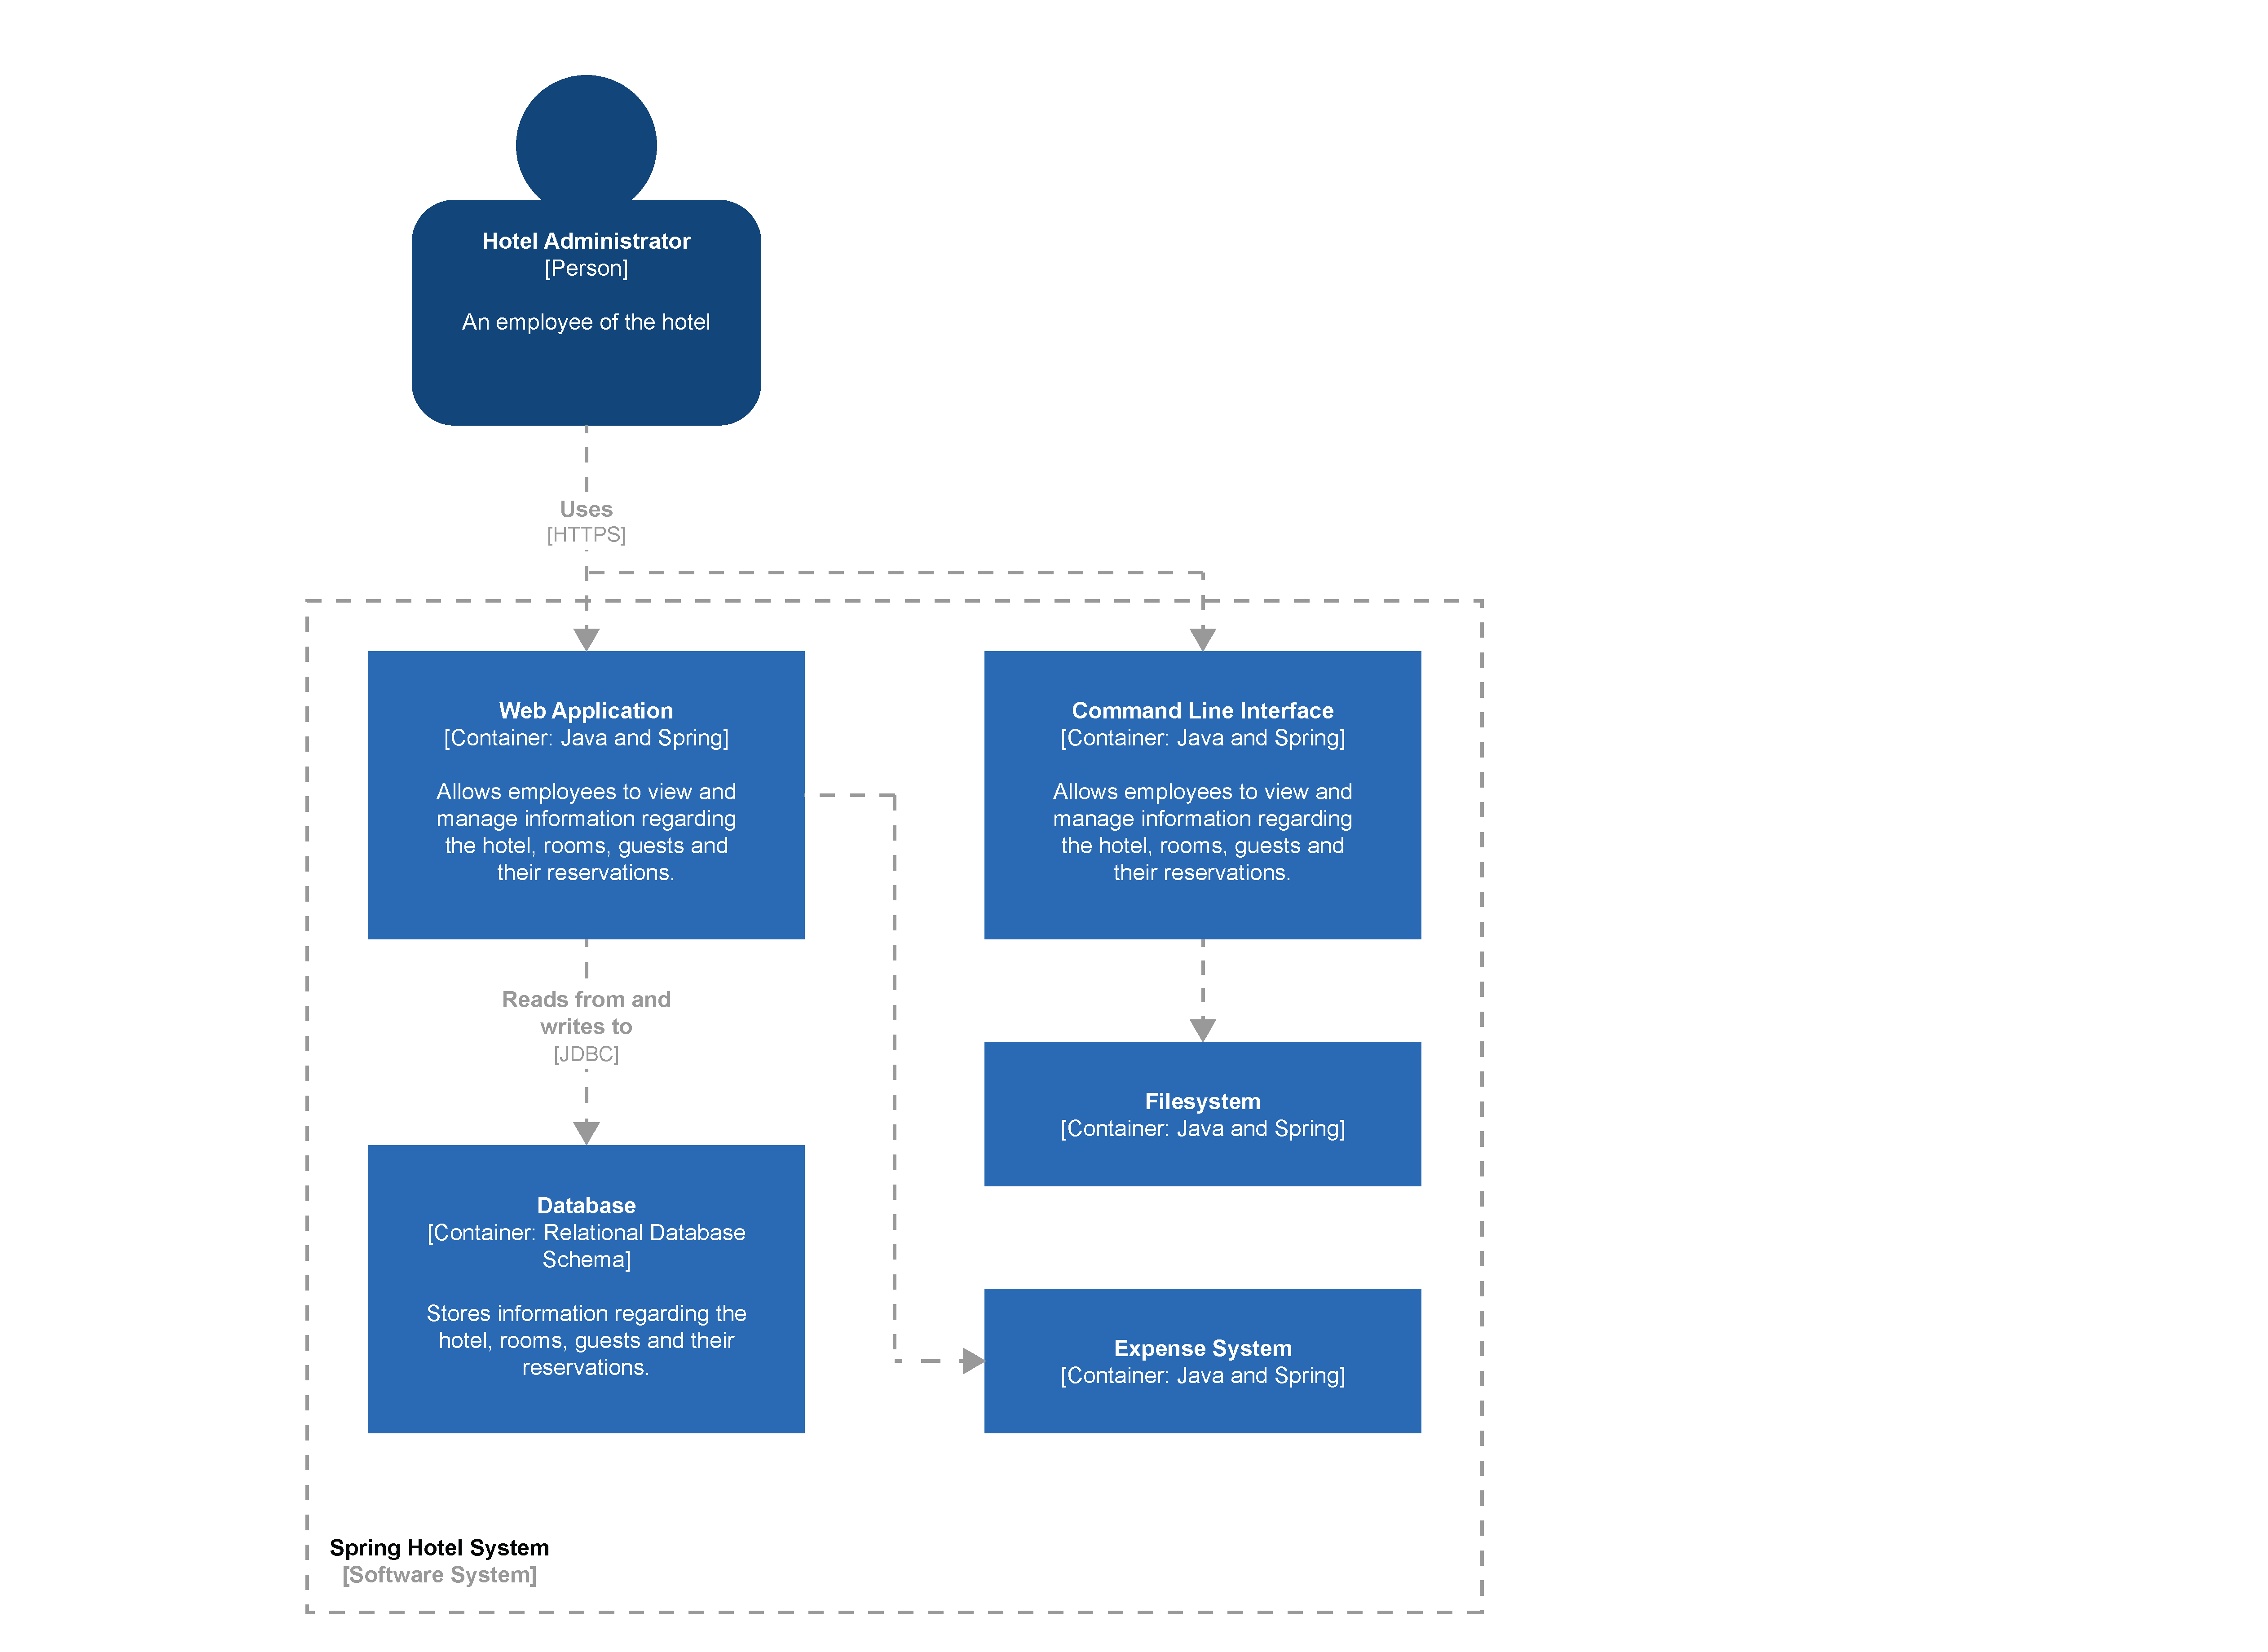 Hotel Administrator
[Person]
An employee of the hotel
Uses
[HTTPS]
Web Application
[Container: Java and Spring]
Allows employees to view and
manage information regarding
the hotel, rooms, guests and
their reservations.
Command Line Interface
[Container: Java and Spring]
Allows employees to view and
manage information regarding
the hotel, rooms, guests and
their reservations.
Reads from and
writes to
[JDBC]
Filesystem
[Container: Java and Spring]
Database
[Container: Relational Database
Schema]
Stores information regarding the
hotel, rooms, guests and their
reservations.
Expense System
[Container: Java and Spring]
Spring Hotel System
[Software System]